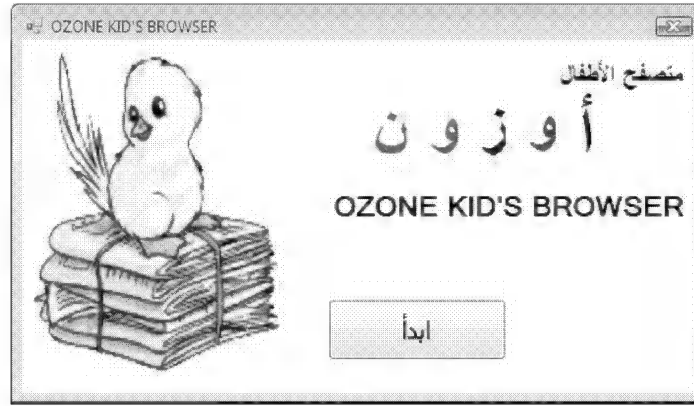 OZONE KID'S BROWSER
متصفح الأطفال
أ و ز و ن
OZONE KID'S BROWSER
ابدأ